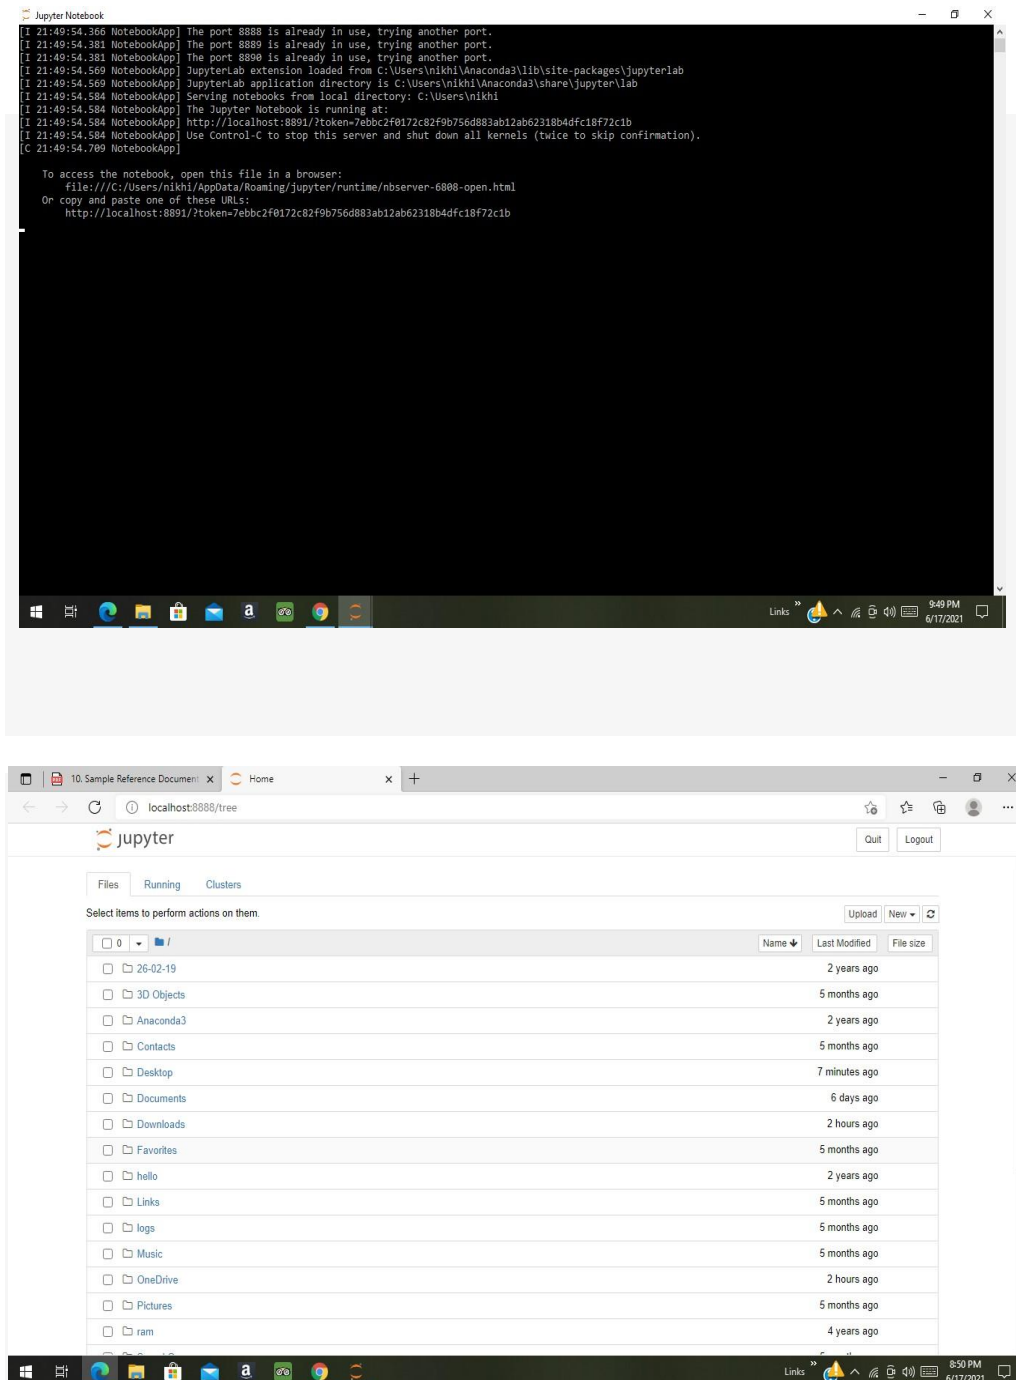 Jupyter Notebook
[I 21:49:54.366 NotebookApp] The port 8888 is already in use, trying another port.
[I 21:49:54.381 NotebookApp] The port 8889 is already in use, trying another port.
[I 21:49:54.381 NotebookApp] The port 8890 is already in use, trying another port.
[I 21:49:54.569 NotebookApp] JupyterLab extension loaded from C:\Users\nikhi\Anaconda3\lib\site-packages\jupyterlab
[I 21:49:54.569 NotebookApp] JupyterLab application directory is C:\Users\nikhi\Anaconda3\share\jupyter\lab
[I 21:49:54.584 NotebookApp] Serving notebooks from local directory: C:\Users\nikhi
[I 21:49:54.584 NotebookApp] The Jupyter Notebook is running at:
[I 21:49:54.584 NotebookApp] http://localhost:8891/?token=7ebbc2f0172c82f9b756d883ab12ab62318b4dfc18f72c1b
[I 21:49:54.584 NotebookApp] Use Control-C to stop this server and shut down all kernels (twice to skip confirmation).
[C 21:49:54.709 NotebookApp]
To access the notebook, open this file in a browser:
file:///C:/Users/nikhi/AppData/Roaming/jupyter/runtime/nbserver-6808-open.html
Or copy and paste one of these URLs:
http://localhost:8891/?token=7ebbc2f0172c82f9b756d883ab12ab62318b4dfc18f72c1b
Links
9:49 PM
6/17/2021
10. Sample Reference Document
Home
localhost:8888/tree
jupyter
Quit Logout
Files Running Clusters
Select items to perform actions on them.
Upload New
0 /
Name Last Modified File size
26-02-19 2 years ago
3D Objects 5 months ago
Anaconda3 2 years ago
Contacts 5 months ago
Desktop 7 minutes ago
Documents 6 days ago
Downloads 2 hours ago
Favorites 5 months ago
hello 2 years ago
Links 5 months ago
logs 5 months ago
Music 5 months ago
OneDrive 2 hours ago
Pictures 5 months ago
ram 4 years ago
Links
8:50 PM
6/17/2021